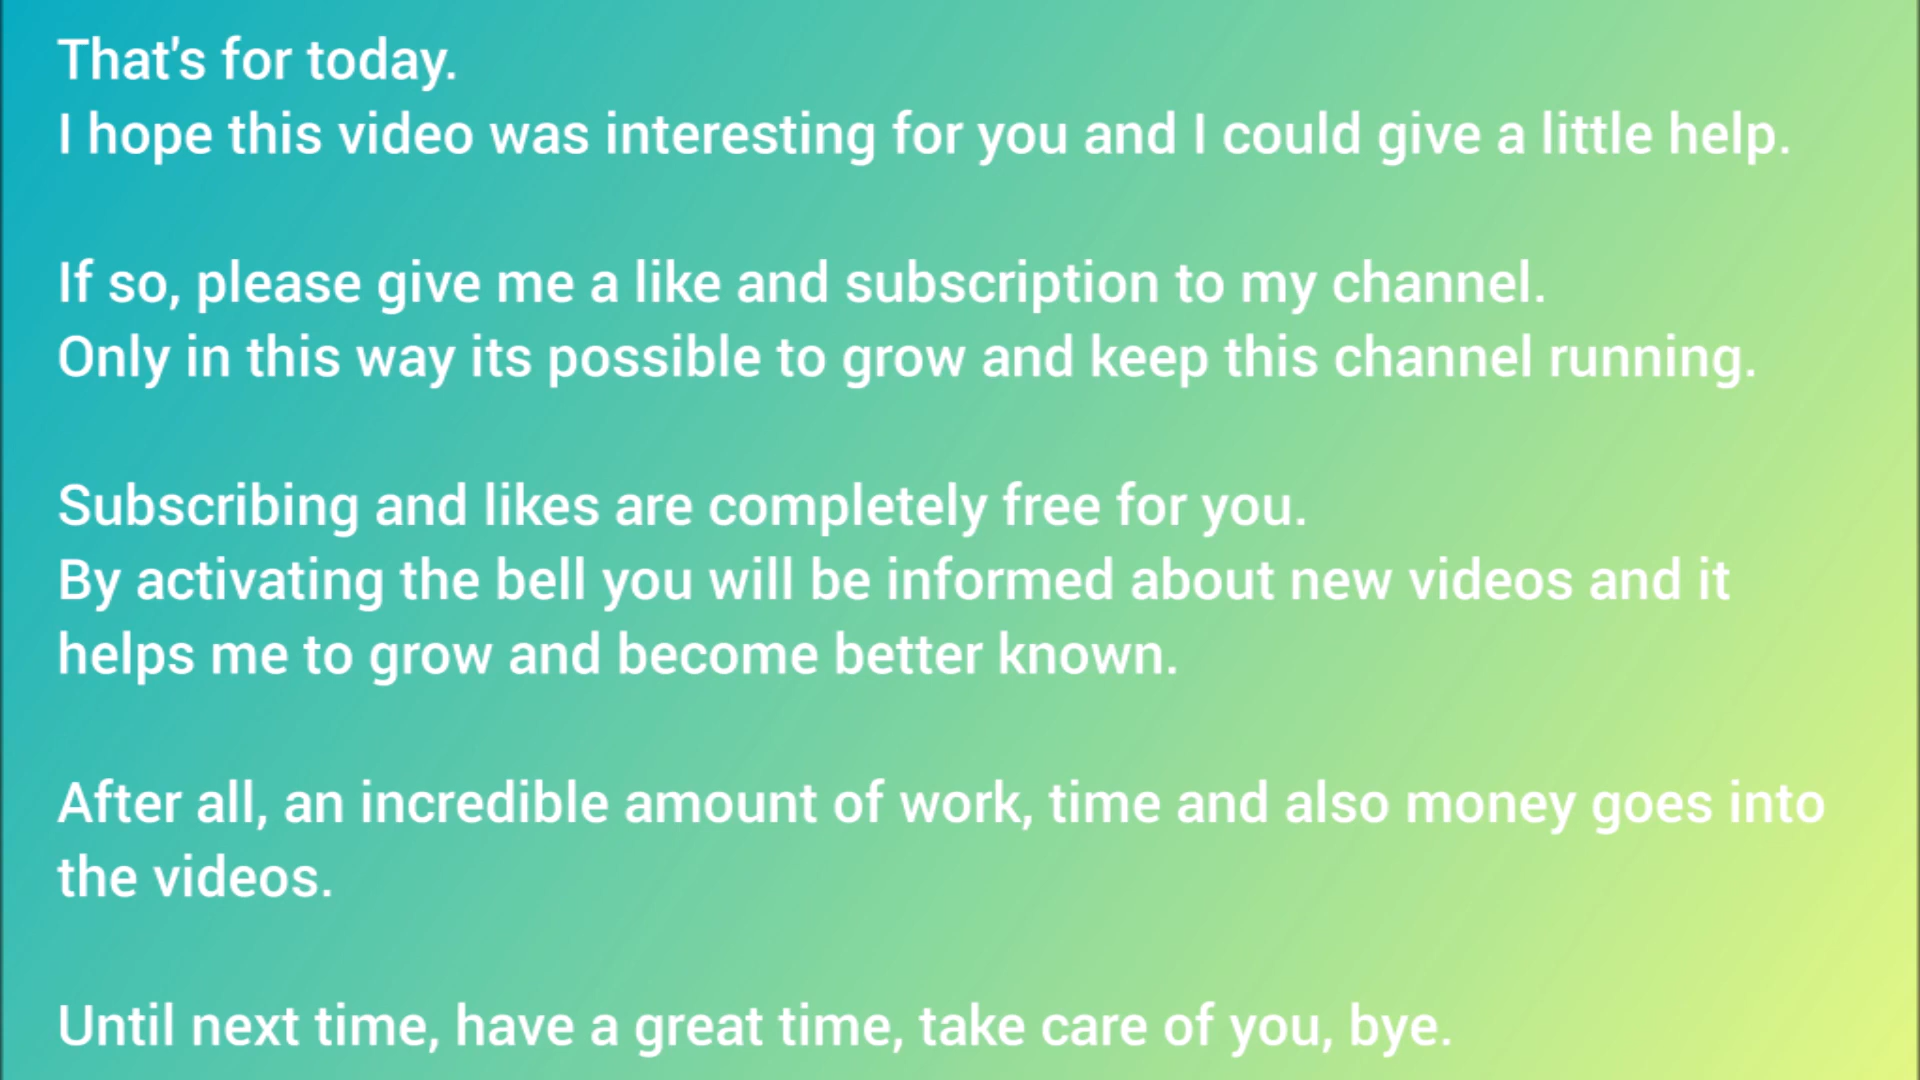 That's for today.
I hope this video was interesting for you and I could give a little help.
If so, please give me a like and subscription to my channel.
Only in this way its possible to grow and keep this channel running.
Subscribing and likes are completely free for you.
By activating the bell you will be informed about new videos and it
helps me to grow and become better known.
After all, an incredible amount of work, time and also money goes into
the videos.
Until next time, have a great time, take care of you, bye.